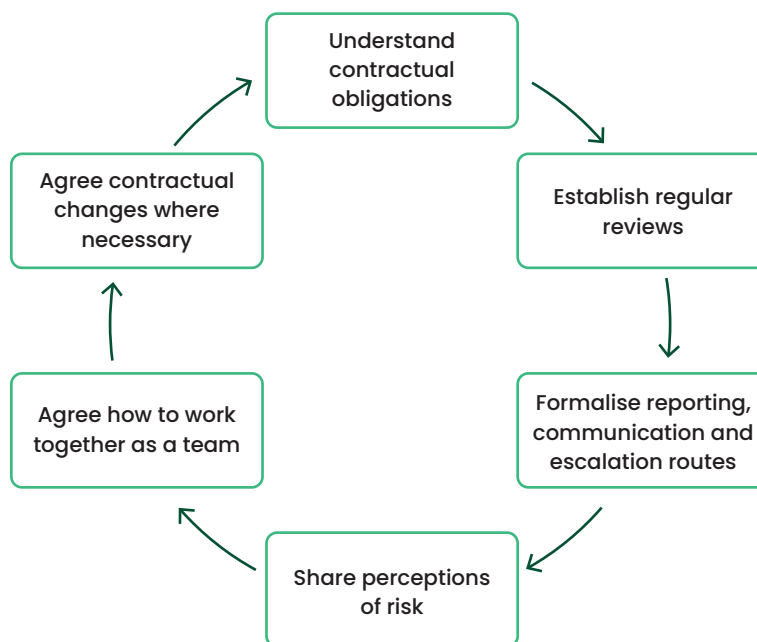 Understand
contractual
obligations
Establish regular
reviews
Formalise reporting,
communication and
escalation routes
Share perceptions
of risk
Agree how to work
together as a team
Agree contractual
changes where
necessary